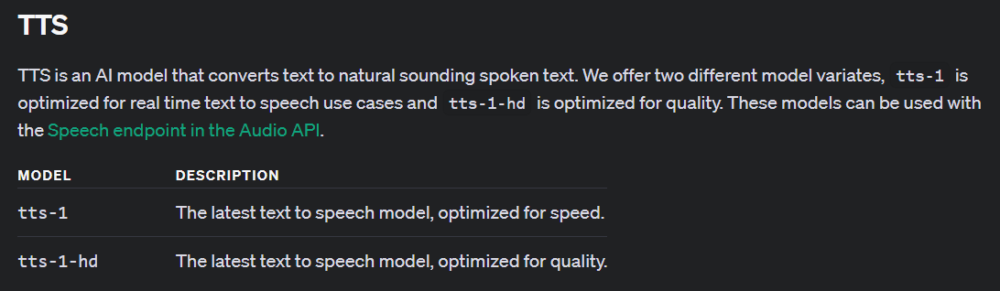 TTS
TTS is an AI model that converts text to natural sounding spoken text. We offer two different model variates, tts-1 is
optimized for real time text to speech use cases and tts-1-hd is optimized for quality. These models can be used with
the Speech endpoint in the Audio API.
MODEL DESCRIPTION
tts-1 The latest text to speech model, optimized for speed.
tts-1-hd The latest text to speech model, optimized for quality.